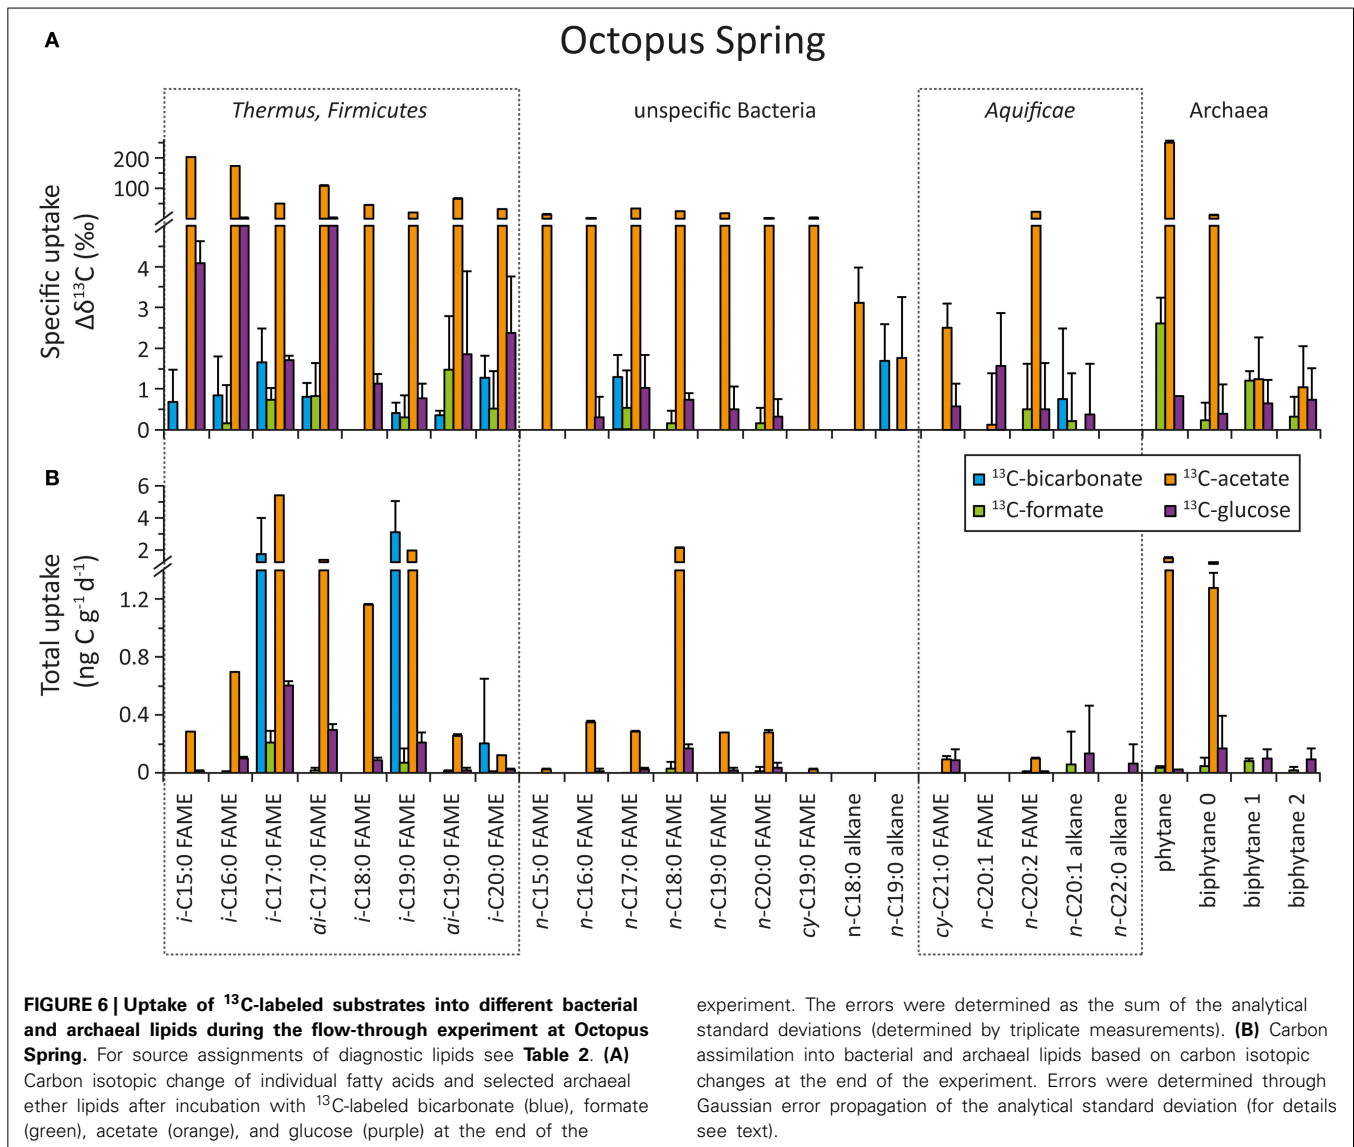 A
Octopus Spring
Thermus, Firmicutes
unspecific Bacteria
Aquificae
Archaea
Specific uptake
Δδ¹³C (‰)
200
100
4
3
2
1
0
B
¹³C-bicarbonate
¹³C-acetate
¹³C-formate
¹³C-glucose
Total uptake
(ng C g⁻¹ d⁻¹)
6
4
2
1.2
0.8
0.4
0
i-C15:0 FAME
i-C16:0 FAME
i-C17:0 FAME
ai-C17:0 FAME
i-C18:0 FAME
i-C19:0 FAME
ai-C19:0 FAME
i-C20:0 FAME
n-C15:0 FAME
n-C16:0 FAME
n-C17:0 FAME
n-C18:0 FAME
n-C19:0 FAME
n-C20:0 FAME
cy-C19:0 FAME
n-C18:0 alkane
n-C19:0 alkane
cy-C21:0 FAME
n-C20:1 FAME
n-C20:2 FAME
n-C20:1 alkane
n-C22:0 alkane
phytane
biphytane 0
biphytane 1
biphytane 2
FIGURE 6 | Uptake of ¹³C-labeled substrates into different bacterial
and archaeal lipids during the flow-through experiment at Octopus
Spring. For source assignments of diagnostic lipids see Table 2. (A)
Carbon isotopic change of individual fatty acids and selected archaeal
ether lipids after incubation with ¹³C-labeled bicarbonate (blue), formate
(green), acetate (orange), and glucose (purple) at the end of the
experiment. The errors were determined as the sum of the analytical
standard deviations (determined by triplicate measurements). (B) Carbon
assimilation into bacterial and archaeal lipids based on carbon isotopic
changes at the end of the experiment. Errors were determined through
Gaussian error propagation of the analytical standard deviation (for details
see text).